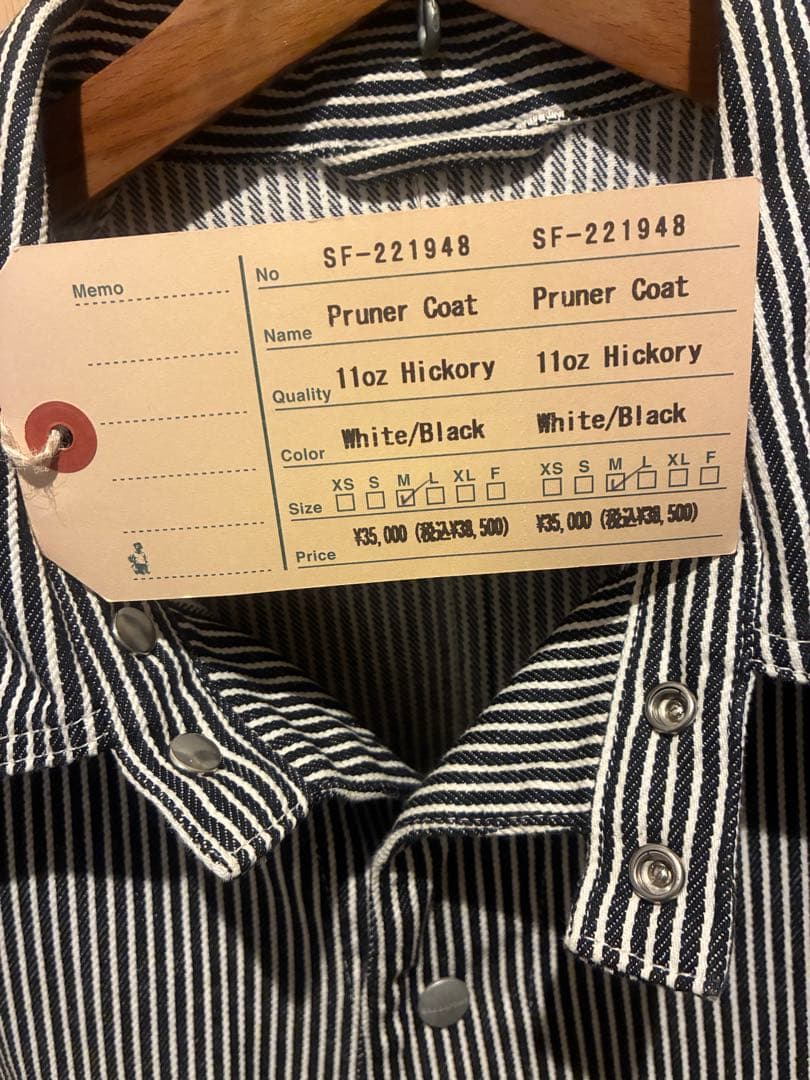 Memo
No SF-221948 SF-221948
Name Pruner Coat Pruner Coat
Quality 11oz Hickory 11oz Hickory
Color White/Black White/Black
XS S M L XL F XS S M L XL F
Size
Price ¥35,000 (税込¥38,500) ¥35,000 (税込¥38,500)